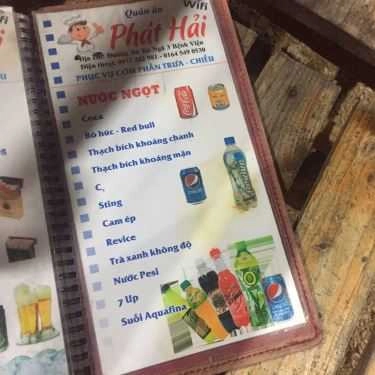 Wifi
Quán ăn
Phát Hải
PHỤC VỤ CƠM PHẦN TRƯA - CHIỀU
NƯỚC NGỌT
Coca
Bò húc - Red bull
Thạch bích khoáng chanh
Thạch bích khoáng mặn
C,
Sting
Cam ép
Revice
Trà xanh không độ
Nước Pesi
7 Up
Suối Aquafina